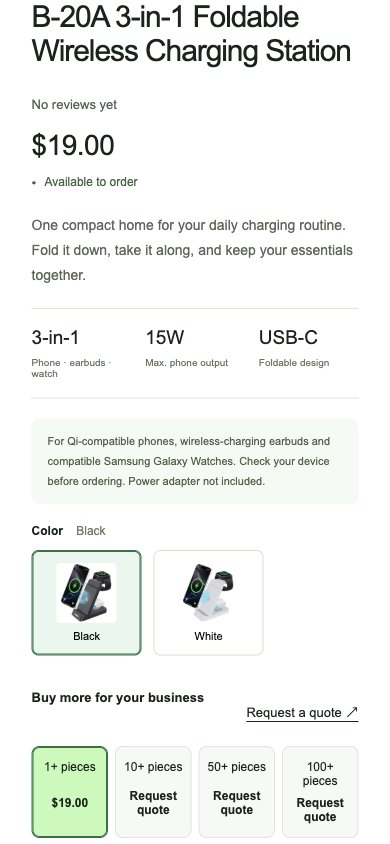 B-20A 3-in-1 Foldable
Wireless Charging Station
No reviews yet
$19.00
• Available to order
One compact home for your daily charging routine.
Fold it down, take it along, and keep your essentials
together.
3-in-1
Phone · earbuds ·
watch
15W
Max. phone output
USB-C
Foldable design
For Qi-compatible phones, wireless-charging earbuds and
compatible Samsung Galaxy Watches. Check your device
before ordering. Power adapter not included.
Color Black
Black
White
Buy more for your business
Request a quote ↗
1+ pieces
$19.00
10+ pieces
Request
quote
50+ pieces
Request
quote
100+
pieces
Request
quote